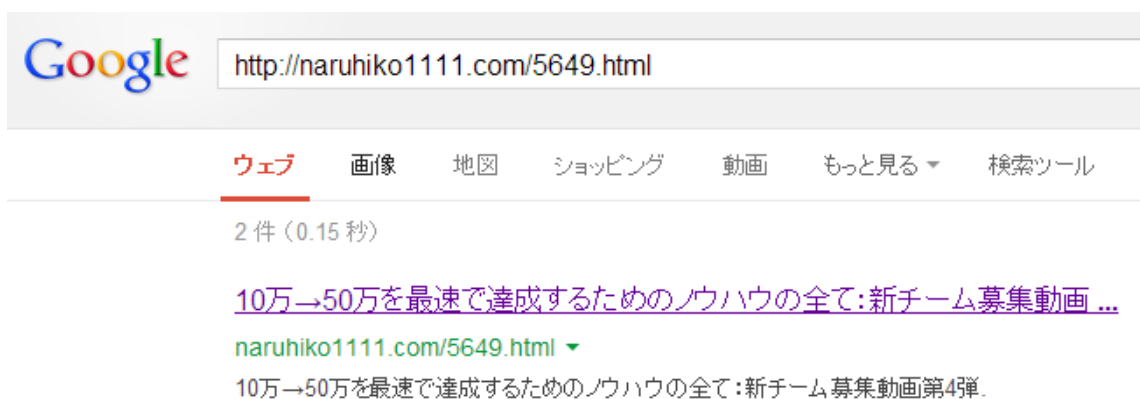 Google http://naruhiko1111.com/5649.html
ウェブ 画像 地図 ショッピング 動画 もっと見る 検索ツール
2 件 (0.15 秒)
10万→50万を最速で達成するためのノウハウの全て:新チーム募集動画 ...
naruhiko1111.com/5649.html
10万→50万を最速で達成するためのノウハウの全て:新チーム募集動画第4弾.